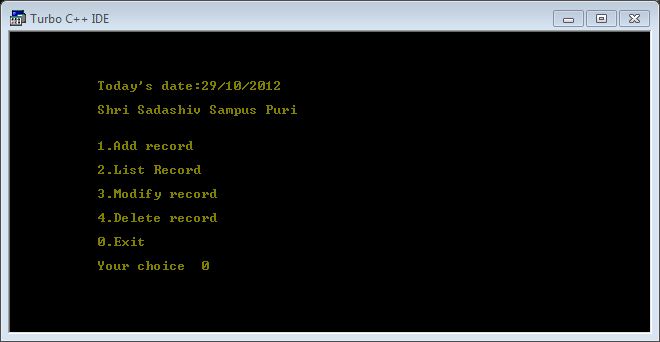 Turbo C++ IDE
Today's date:29/10/2012
Shri Sadashiv Sampus Puri
1.Add record
2.List Record
3.Modify record
4.Delete record
0.Exit
Your choice  0